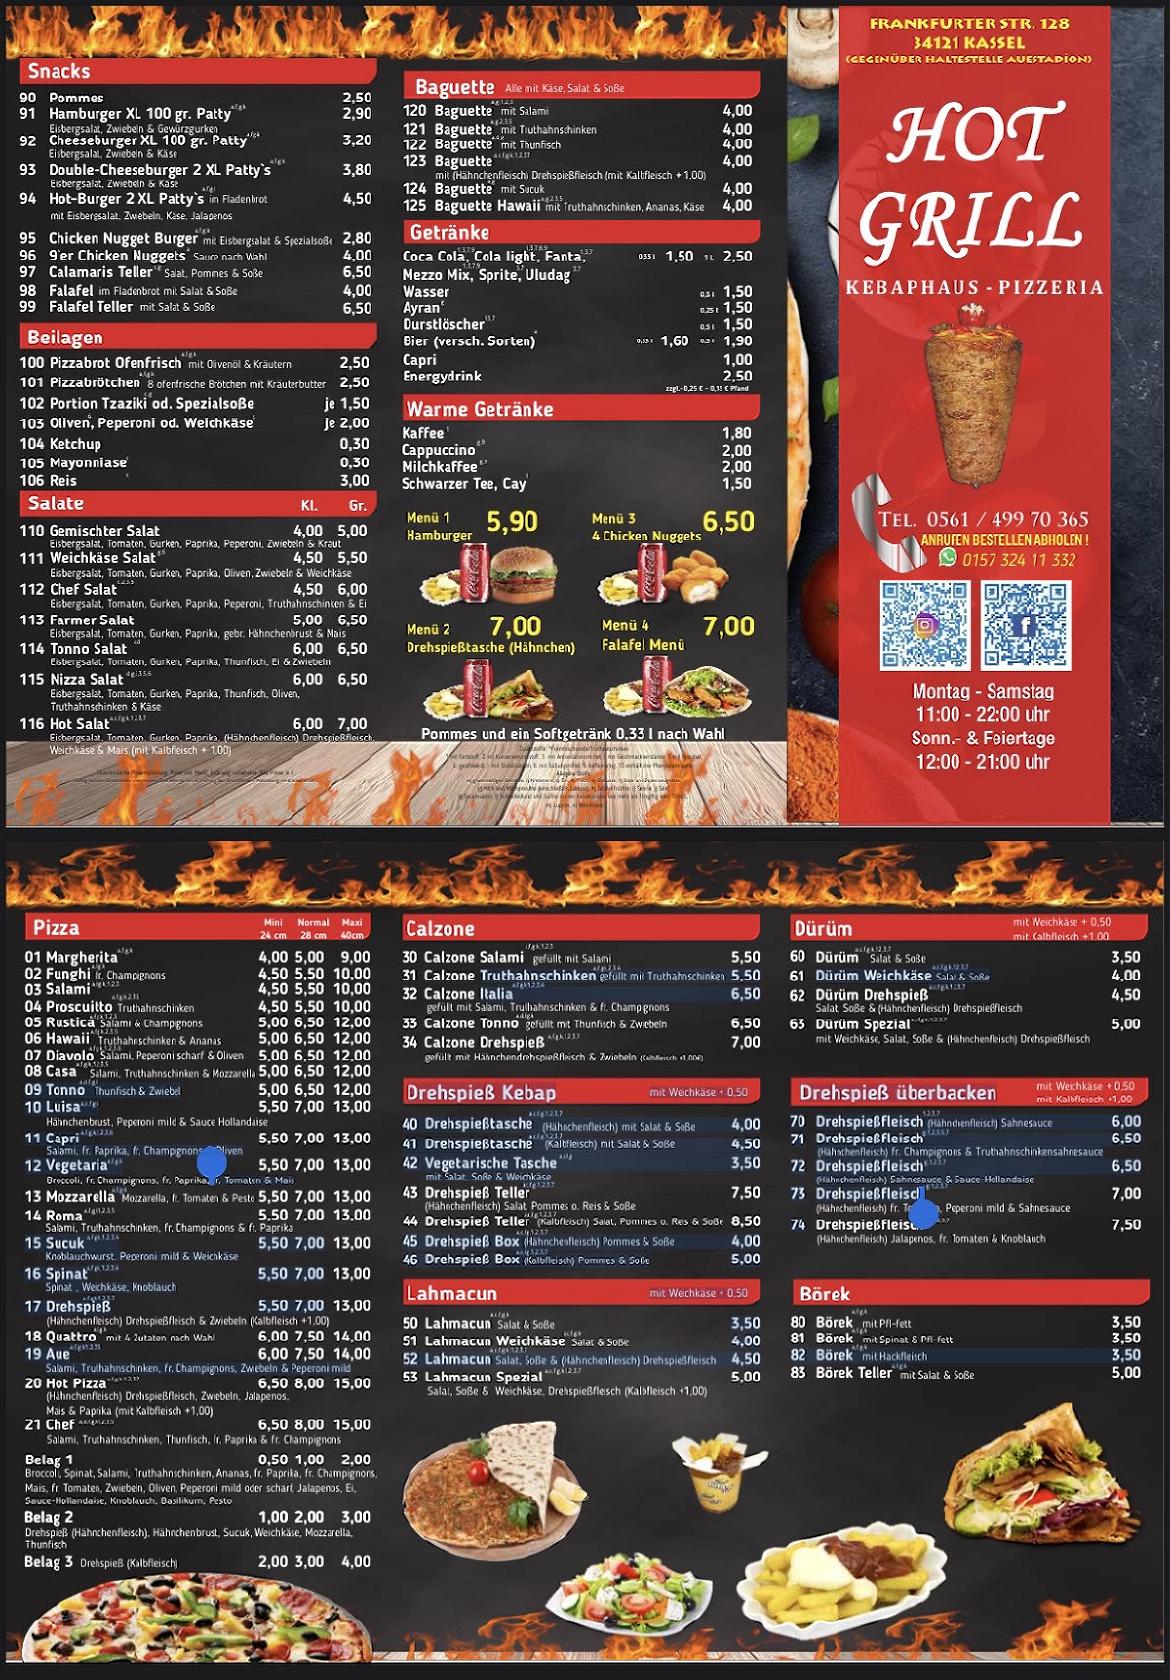 Snacks
90 Pommes 2,50
91 Hamburger XL 100 gr. Patty 2,90
Eisbergsalat, Zwiebeln & Gewürzgurken
92 Cheeseburger XL 100 gr. Patty 3,20
Eisbergsalat, Zwiebeln & Käse
93 Double-Cheeseburger 2 XL Patty`s 3,80
Eisbergsalat, Zwiebeln & Käse
94 Hot-Burger 2 XL Patty`s im Fladenbrot 4,50
mit Eisbergsalat, Zwebeln, Käse, Jalapenos
95 Chicken Nugget Burger mit Eisbergsalat & Spezialsoße 2,80
96 9'er Chicken Nuggets Sauce nach Wahl 4,00
97 Calamaris Teller Salat, Pommes & Soße 6,50
98 Falafel im Fladenbrot mit Salat & Soße 4,00
99 Falafel Teller mit Salat & Soße 6,50
Beilagen
100 Pizzabrot Ofenfrisch mit Olivenöl & Kräutern 2,50
101 Pizzabrötchen 8 ofenfrische Brötchen mit Kräuterbutter 2,50
102 Portion Tzaziki od. Spezialsoße je 1,50
103 Oliven, Peperoni od. Weichkäse je 2,00
104 Ketchup 0,30
105 Mayonniase 0,30
106 Reis 3,00
Salate Kl. Gr.
110 Gemischter Salat 4,00 5,00
Eisbergsalat, Tomaten, Gurken, Paprika, Peperoni, Zwiebeln & Kraut
111 Weichkäse Salat 4,50 5,50
Eisbergsalat, Tomaten, Gurken, Paprika, Oliven, Zwiebeln & Weichkäse
112 Chef Salat 4,50 6,00
Eisbergsalat, Tomaten, Gurken, Paprika, Peperoni, Truthahnschinken & Ei
113 Farmer Salat 5,00 6,50
Eisbergsalat, Tomaten, Gurken, Paprika, gebr. Hähnchenbrust & Mais
114 Tonno Salat 6,00 6,50
Eisbergsalat, Tomaten, Gurken, Paprika, Thunfisch, Ei & Zwiebeln
115 Nizza Salat 6,00 6,50
Eisbergsalat, Tomaten, Gurken, Paprika, Thunfisch, Oliven,
Truthahnschinken & Käse
116 Hot Salat 6,00 7,00
Eisbergsalat, Tomaten, Gurken, Paprika, (Hähnchenfleisch) Drehspießfleisch,
Weichkäse & Mais (mit Kalbfleisch + 1,00)
Baguette Alle mit Käse, Salat & Soße
120 Baguette mit Salami 4,00
121 Baguette mit Truthahnschinken 4,00
122 Baguette mit Thunfisch 4,00
123 Baguette 4,00
mit (Hähnchenfleisch) Drehspießfleisch (mit Kalbfleisch + 1,00)
124 Baguette mit Sucuk 4,00
125 Baguette Hawaii mit Truthahnschinken, Ananas, Käse 4,00
Getränke
Coca Cola, Cola light, Fanta, 0,33 l 1,50 1 L 2,50
Mezzo Mix, Sprite, Uludag
Wasser 0,5 l 1,50
Ayran 0,25 l 1,50
Durstlöscher 0,5 l 1,50
Bier (versch. Sorten) 0,33 l 1,60 0,5 l 1,90
Capri 1,00
Energydrink 2,50
zzgl.-0,25 € - 0,15 € Pfand
Warme Getränke
Kaffee 1,80
Cappuccino 2,00
Milchkaffee 2,00
Schwarzer Tee, Cay 1,50
Menü 1 5,90
Hamburger
Menü 3 6,50
4 Chicken Nuggets
Menü 2 7,00
Drehspießtasche (Hähnchen)
Menü 4 7,00
Falafel Menü
Pommes und ein Softgetränk 0,33 l nach Wahl
FRANKFURTER STR. 128
34121 KASSEL
(GEGENÜBER HALTESTELLE AUESTADION)
HOT
GRILL
KEBAPHAUS - PIZZERIA
TEL. 0561 / 499 70 365
ANRUFEN BESTELLEN ABHOLEN !
0157 324 11 332
Montag - Samstag
11:00 - 22:00 uhr
Sonn.- & Feiertage
12:00 - 21:00 uhr
Pizza Mini Normal Maxi
24 cm 28 cm 40cm
01 Margherita 4,00 5,00 9,00
02 Funghi fr. Champignons 4,50 5,50 10,00
03 Salami 4,50 5,50 10,00
04 Prosciutto Truthahnschinken 4,50 5,50 10,00
05 Rustica Salami & Champignons 5,00 6,50 12,00
06 Hawaii Truthahnschinken & Ananas 5,00 6,50 12,00
07 Diavolo Salami, Peperoni scharf & Oliven 5,00 6,50 12,00
08 Casa Salami, Truthahnschinken & Mozzarella 5,00 6,50 12,00
09 Tonno Thunfisch & Zwiebel 5,00 6,50 12,00
10 Luisa 5,50 7,00 13,00
Hähnchenbrust, Peperoni mild & Sauce Hollandaise
11 Capri 5,50 7,00 13,00
Salami, fr. Paprika, fr. Champignons Oliven
12 Vegetaria 5,50 7,00 13,00
Broccoli, fr. Champignons, fr. Paprika, fr. Tomaten & Mais
13 Mozzarella Mozzarella, fr. Tomaten & Pesto 5,50 7,00 13,00
14 Roma 5,50 7,00 13,00
Salami, Truthahnschinken, fr. Champignons & fr. Paprika
15 Sucuk 5,50 7,00 13,00
Knoblauchwurst, Peperoni mild & Weichkäse
16 Spinat 5,50 7,00 13,00
Spinat , Weichkäse, Knoblauch
17 Drehspieß 5,50 7,00 13,00
(Hähnchenfleisch) Drehspießfleisch & Zwiebeln (Kalbfleisch +1,00)
18 Quattro mit 4 Zutaten nach Wahl 6,00 7,50 14,00
19 Aue 6,00 7,50 14,00
Salami, Truthahnschinken, fr. Champignons, Zwiebeln & Peperoni mild
20 Hot Pizza 6,50 8,00 15,00
(Hähnchenfleisch) Drehspießfleisch, Zwebeln, Jalapenos,
Mais & Paprika (mit Kalbfleisch +1,00)
21 Chef 6,50 8,00 15,00
Salami, Truthahnschinken, Thunfisch, fr. Paprika & fr. Champignons
Belag 1 0,50 1,00 2,00
Broccoli, Spinat, Salami, Truthahnschinken, Ananas, fr. Paprika, fr. Champignons,
Mais, fr. Tomaten, Zwiebeln, Oliven, Peperoni mild oder scharf, Jalapenos, Ei,
Sauce-Hollandaise, Knoblauch, Basilikum, Pesto
Belag 2 1,00 2,00 3,00
Drehspieß (Hähnchenfleisch), Hähnchenbrust, Sucuk, Weichkäse, Mozzarella,
Thunfisch
Belag 3 Drehspieß (Kalbfleisch) 2,00 3,00 4,00
Calzone
30 Calzone Salami gefüllt mit Salami 5,50
31 Calzone Truthahnschinken gefüllt mit Truthahnschinken 5,50
32 Calzone Italia 6,50
gefüllt mit Salami, Truthahnschinken & fr. Champgnons
33 Calzone Tonno gefüllt mit Thunfisch & Zwebeln 6,50
34 Calzone Drehspieß 7,00
gefüllt mit Hähnchendrehspießfleisch & Zwiebeln (Kalbfleisch +1,00€)
Drehspieß Kebap mit Wechkäse + 0,50
40 Drehspießtasche (Hähnchenfleisch) mit Salat & Soße 4,00
41 Drehspießtasche (Kalbfleisch) mit Salat & Soße 4,50
42 Vegetarische Tasche 3,50
mit Salat, Suße & Weichkäse
43 Drehspieß Teller 7,50
(Hähnchenfleisch) Salat Pommes o. Reis & Soße
44 Drehspieß Teller (Kalbfleisch) Salat, Pommes o. Reis & Soße 8,50
45 Drehspieß Box (Hähnchenfleisch) Pommes & Soße 4,00
46 Drehspieß Box (Kalbfleisch) Pommes & Soße 5,00
Lahmacun mit Wechkäse + 0,50
50 Lahmacun Salat & Soße 3,50
51 Lahmacun Weichkäse Salat & Soße 4,00
52 Lahmacun Salat, Soße & (Hähnchenfleisch) Drehspießfleisch 4,50
53 Lahmacun Spezial 5,00
Salat, Soße & Weichkäse, Drehspießfleisch (Kalbfleisch +1,00)
Dürüm mit Weichkäse + 0,50
mit Kalbfleisch +1,00
60 Dürüm Salat & Soße 3,50
61 Dürüm Weichkäse Salat & Soße 4,00
62 Dürüm Drehspieß 4,50
Salat Soße & (Hähnchenfleisch) Drehspießfleisch
63 Dürüm Spezial 5,00
mit Weichkäse, Salat, Soße & (Hähnchenfleisch) Drehspießfleisch
Drehspieß überbacken mit Wechkäse + 0,50
mit Kalbfleisch +1,00
70 Drehspießfleisch (Hähndenfleisch) Sahnesauce 6,00
71 Drehspießfleisch 6,50
(Hähnchenfleisch) fr. Champignons & Truthahnschinkensahnesauce
72 Drehspießfleisch 6,50
(Hähnchenfleisch) Sahnesauce & Sauce-Hollandaise
73 Drehspießfleisch 7,00
(Hähnchenfleisch) fr. , Peperoni mild & Sahnesauce
74 Drehspießfleisch 7,50
(Hähnchenfleisch) Jalapenos, fr. Tomaten & Knoblauch
Börek
80 Börek mit Pfl-fett 3,50
81 Börek mit Spinat & Pfl-fett 3,50
82 Börek mit Hackfleisch 3,50
83 Börek Teller mit Salat & Soße 5,00